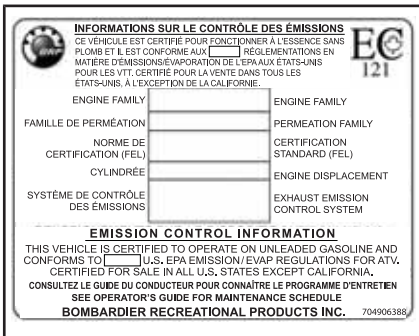 INFORMATIONS SUR LE CONTRÔLE DES ÉMISSIONS
CE VÉHICULE EST CERTIFIÉ POUR FONCTIONNER À L'ESSENCE SANS
PLOMB ET IL EST CONFORME AUX RÉGLEMENTATIONS EN
MATIÈRE D'ÉMISSIONS/ÉVAPORATION DE L'EPA AUX ÉTATS-UNIS
POUR LES VTT. CERTIFIÉ POUR LA VENTE DANS TOUS LES
ÉTATS-UNIS, À L'EXCEPTION DE LA CALIFORNIE.
EC
121
ENGINE FAMILY ENGINE FAMILY
FAMILLE DE PERMÉATION PERMEATION FAMILY
NORME DE CERTIFICATION
CERTIFICATION (FEL) STANDARD (FEL)
CYLINDRÉE ENGINE DISPLACEMENT
SYSTÈME DE CONTRÔLE EXHAUST EMISSION
DES ÉMISSIONS CONTROL SYSTEM
EMISSION CONTROL INFORMATION
THIS VEHICLE IS CERTIFIED TO OPERATE ON UNLEADED GASOLINE AND
CONFORMS TO U.S. EPA EMISSION/EVAP REGULATIONS FOR ATV.
CERTIFIED FOR SALE IN ALL U.S. STATES EXCEPT CALIFORNIA.
CONSULTEZ LE GUIDE DU CONDUCTEUR POUR CONNAÎTRE LE PROGRAMME D'ENTRETIEN
SEE OPERATOR'S GUIDE FOR MAINTENANCE SCHEDULE
BOMBARDIER RECREATIONAL PRODUCTS INC. 704906388